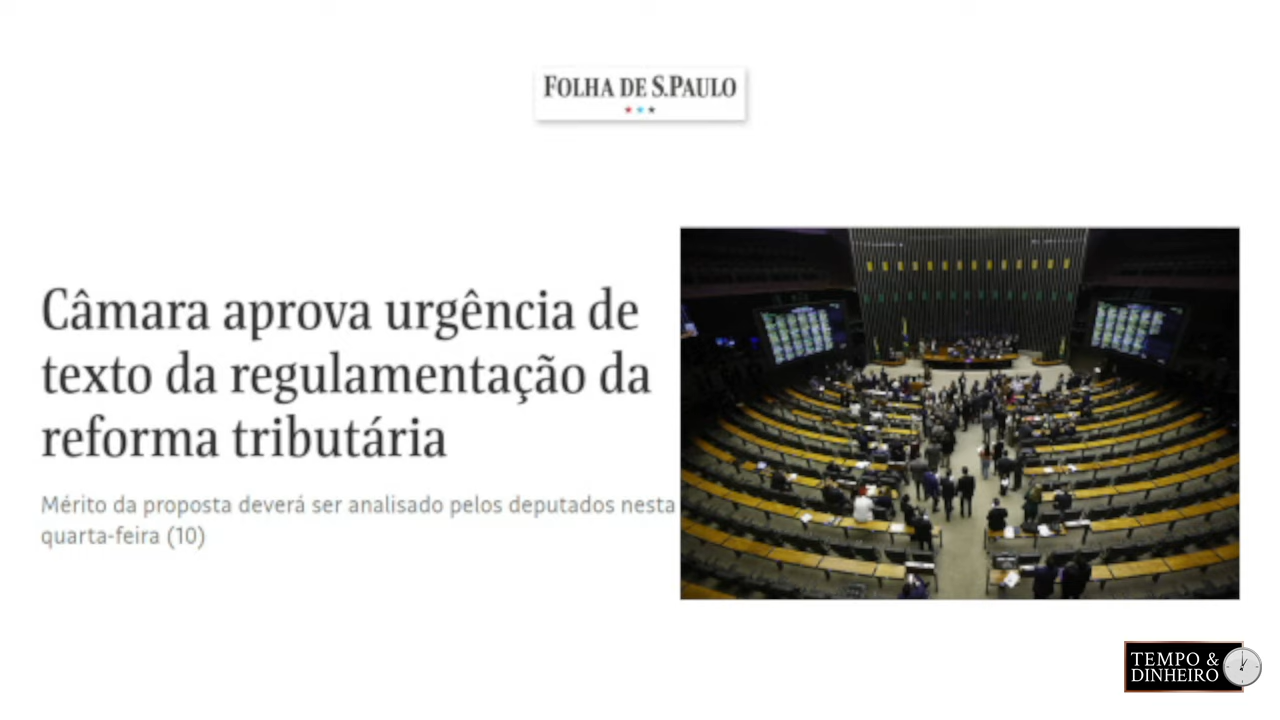 FOLHA DE S.PAULO
Câmara aprova urgência de
texto da regulamentação da
reforma tributária
Mérito da proposta deverá ser analisado pelos deputados nesta
quarta-feira (10)
TEMPO &
DINHEIRO